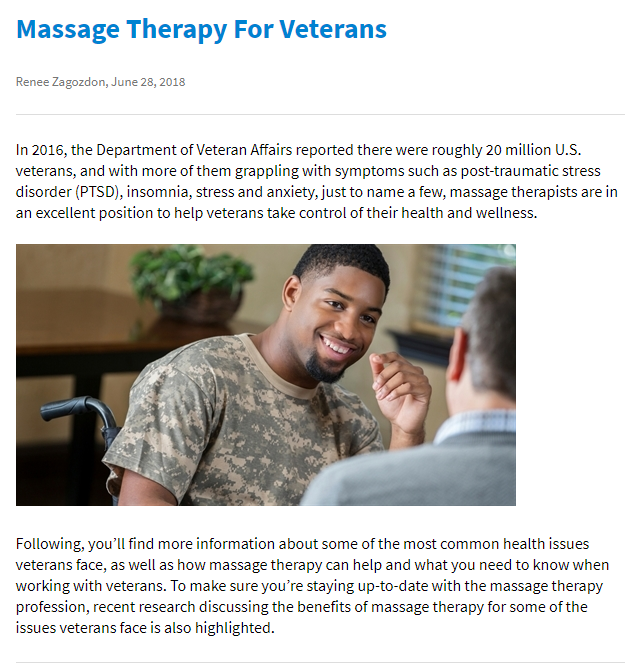 Massage Therapy For Veterans
Renee Zagozdon, June 28, 2018
In 2016, the Department of Veteran Affairs reported there were roughly 20 million U.S.
veterans, and with more of them grappling with symptoms such as post-traumatic stress
disorder (PTSD), insomnia, stress and anxiety, just to name a few, massage therapists are in
an excellent position to help veterans take control of their health and wellness.
Following, you’ll find more information about some of the most common health issues
veterans face, as well as how massage therapy can help and what you need to know when
working with veterans. To make sure you’re staying up-to-date with the massage therapy
profession, recent research discussing the benefits of massage therapy for some of the
issues veterans face is also highlighted.